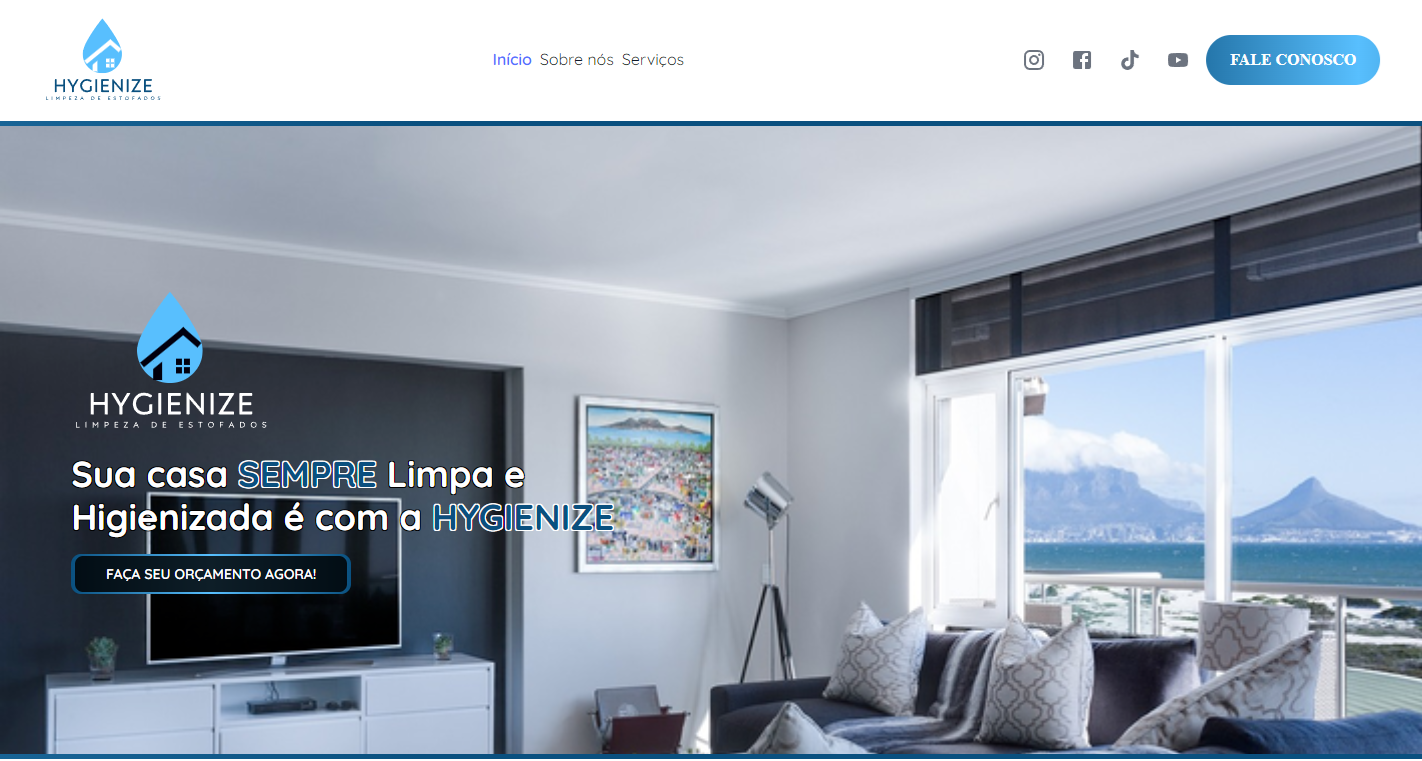 HYGIENIZE
LIMPEZA DE ESTOFADOS
Início Sobre nós Serviços
FALE CONOSCO
HYGIENIZE
LIMPEZA DE ESTOFADOS
Sua casa SEMPRE Limpa e
Higienizada é com a HYGIENIZE
FAÇA SEU ORÇAMENTO AGORA!